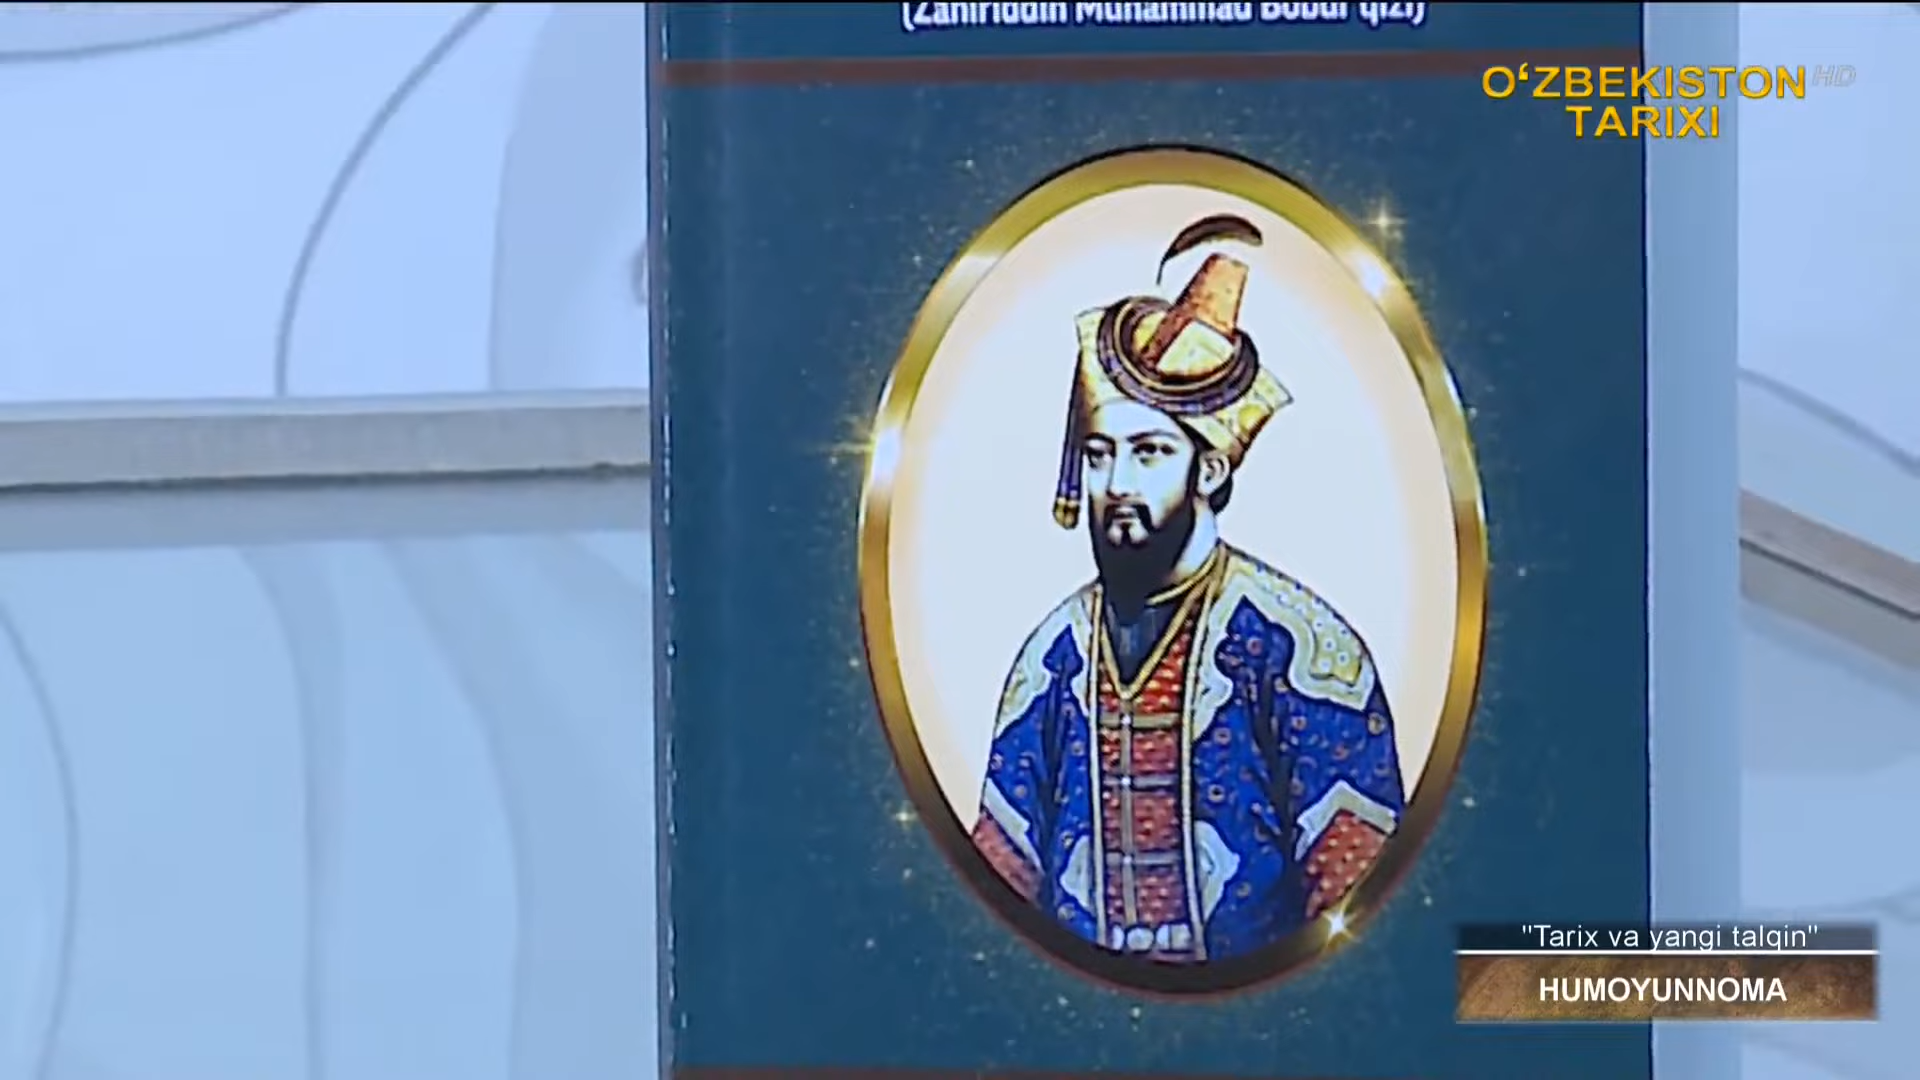 (Zahiriddin Muhammad Bobur qizi)
O‘ZBEKISTON HD
TARIXI
"Tarix va yangi talqin"
HUMOYUNNOMA